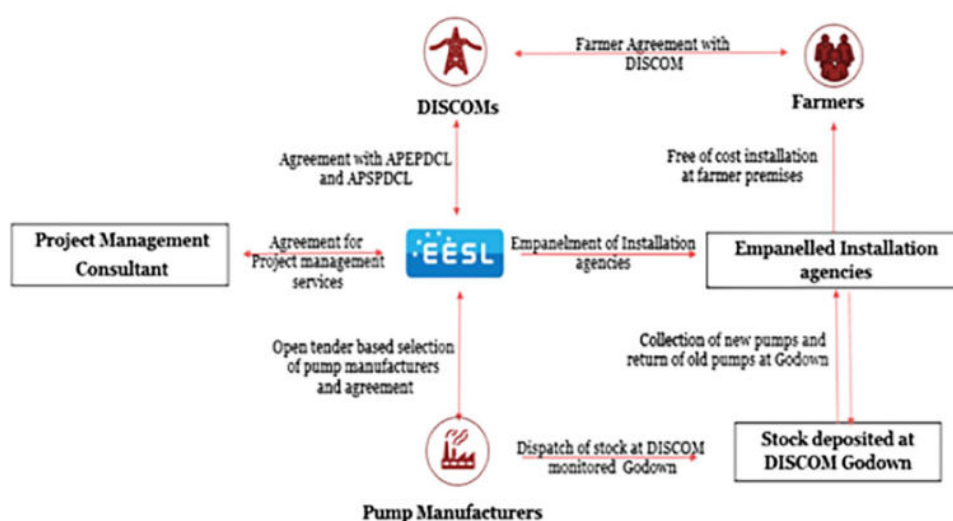 Farmer Agreement with
DISCOM
DISCOMs
Farmers
Agreement with APEPDCL
and APSPDCL
Free of cost installation
at farmer premises
Project Management
Consultant
Agreement for
Project management
services
EESL
Empanelment of Installation
agencies
Empanelled Installation
agencies
Open tender based selection
of pump manufacturers
and agreement
Collection of new pumps and
return of old pumps at Godown
Dispatch of stock at DISCOM
monitored Godown
Stock deposited at
DISCOM Godown
Pump Manufacturers